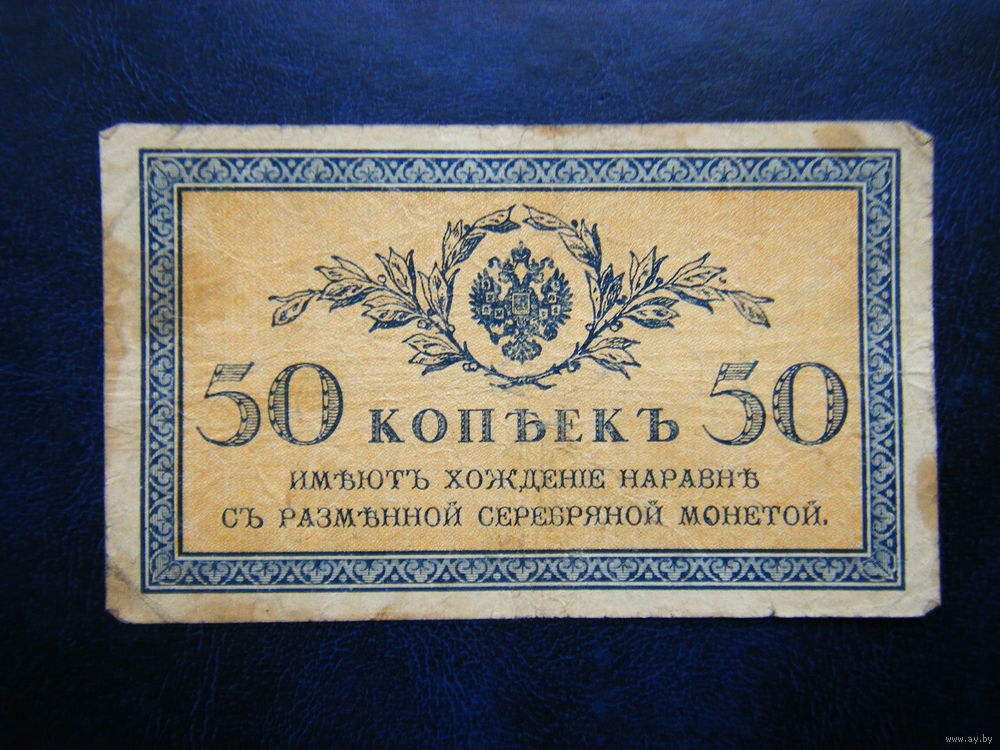 50 КОПѢЕКЪ 50
ИМѢЮТЪ ХОЖДЕНІЕ НАРАВНѢ
СЪ РАЗМѢННОЙ СЕРЕБРЯНОЙ МОНЕТОЙ.
www.ay.by